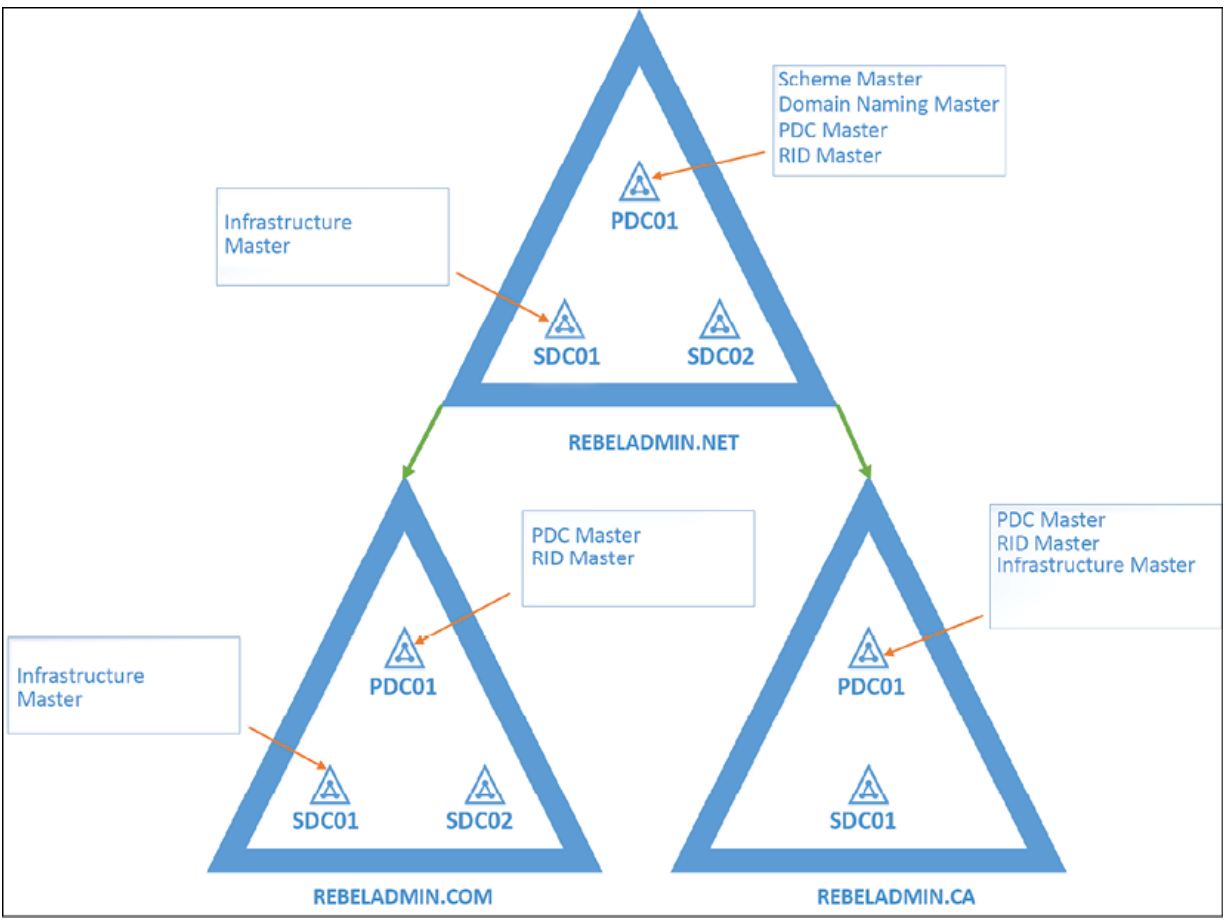 Scheme Master
Domain Naming Master
PDC Master
RID Master
Infrastructure
Master
PDC01
SDC01
SDC02
REBELADMIN.NET
PDC Master
RID Master
PDC Master
RID Master
Infrastructure Master
Infrastructure
Master
PDC01
SDC01
SDC02
REBELADMIN.COM
PDC01
SDC01
REBELADMIN.CA